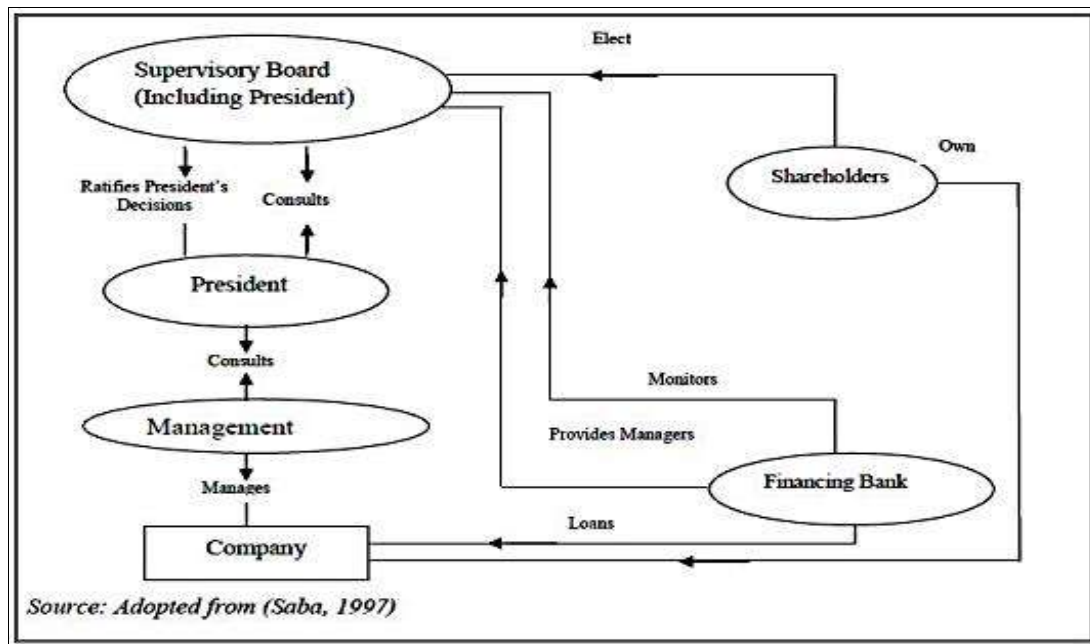 Elect
Supervisory Board
(Including President)
Own
Shareholders
Ratifies President's
Decisions
Consults
President
Consults
Monitors
Management
Provides Managers
Manages
Financing Bank
Loans
Company
Source: Adopted from (Saba, 1997)